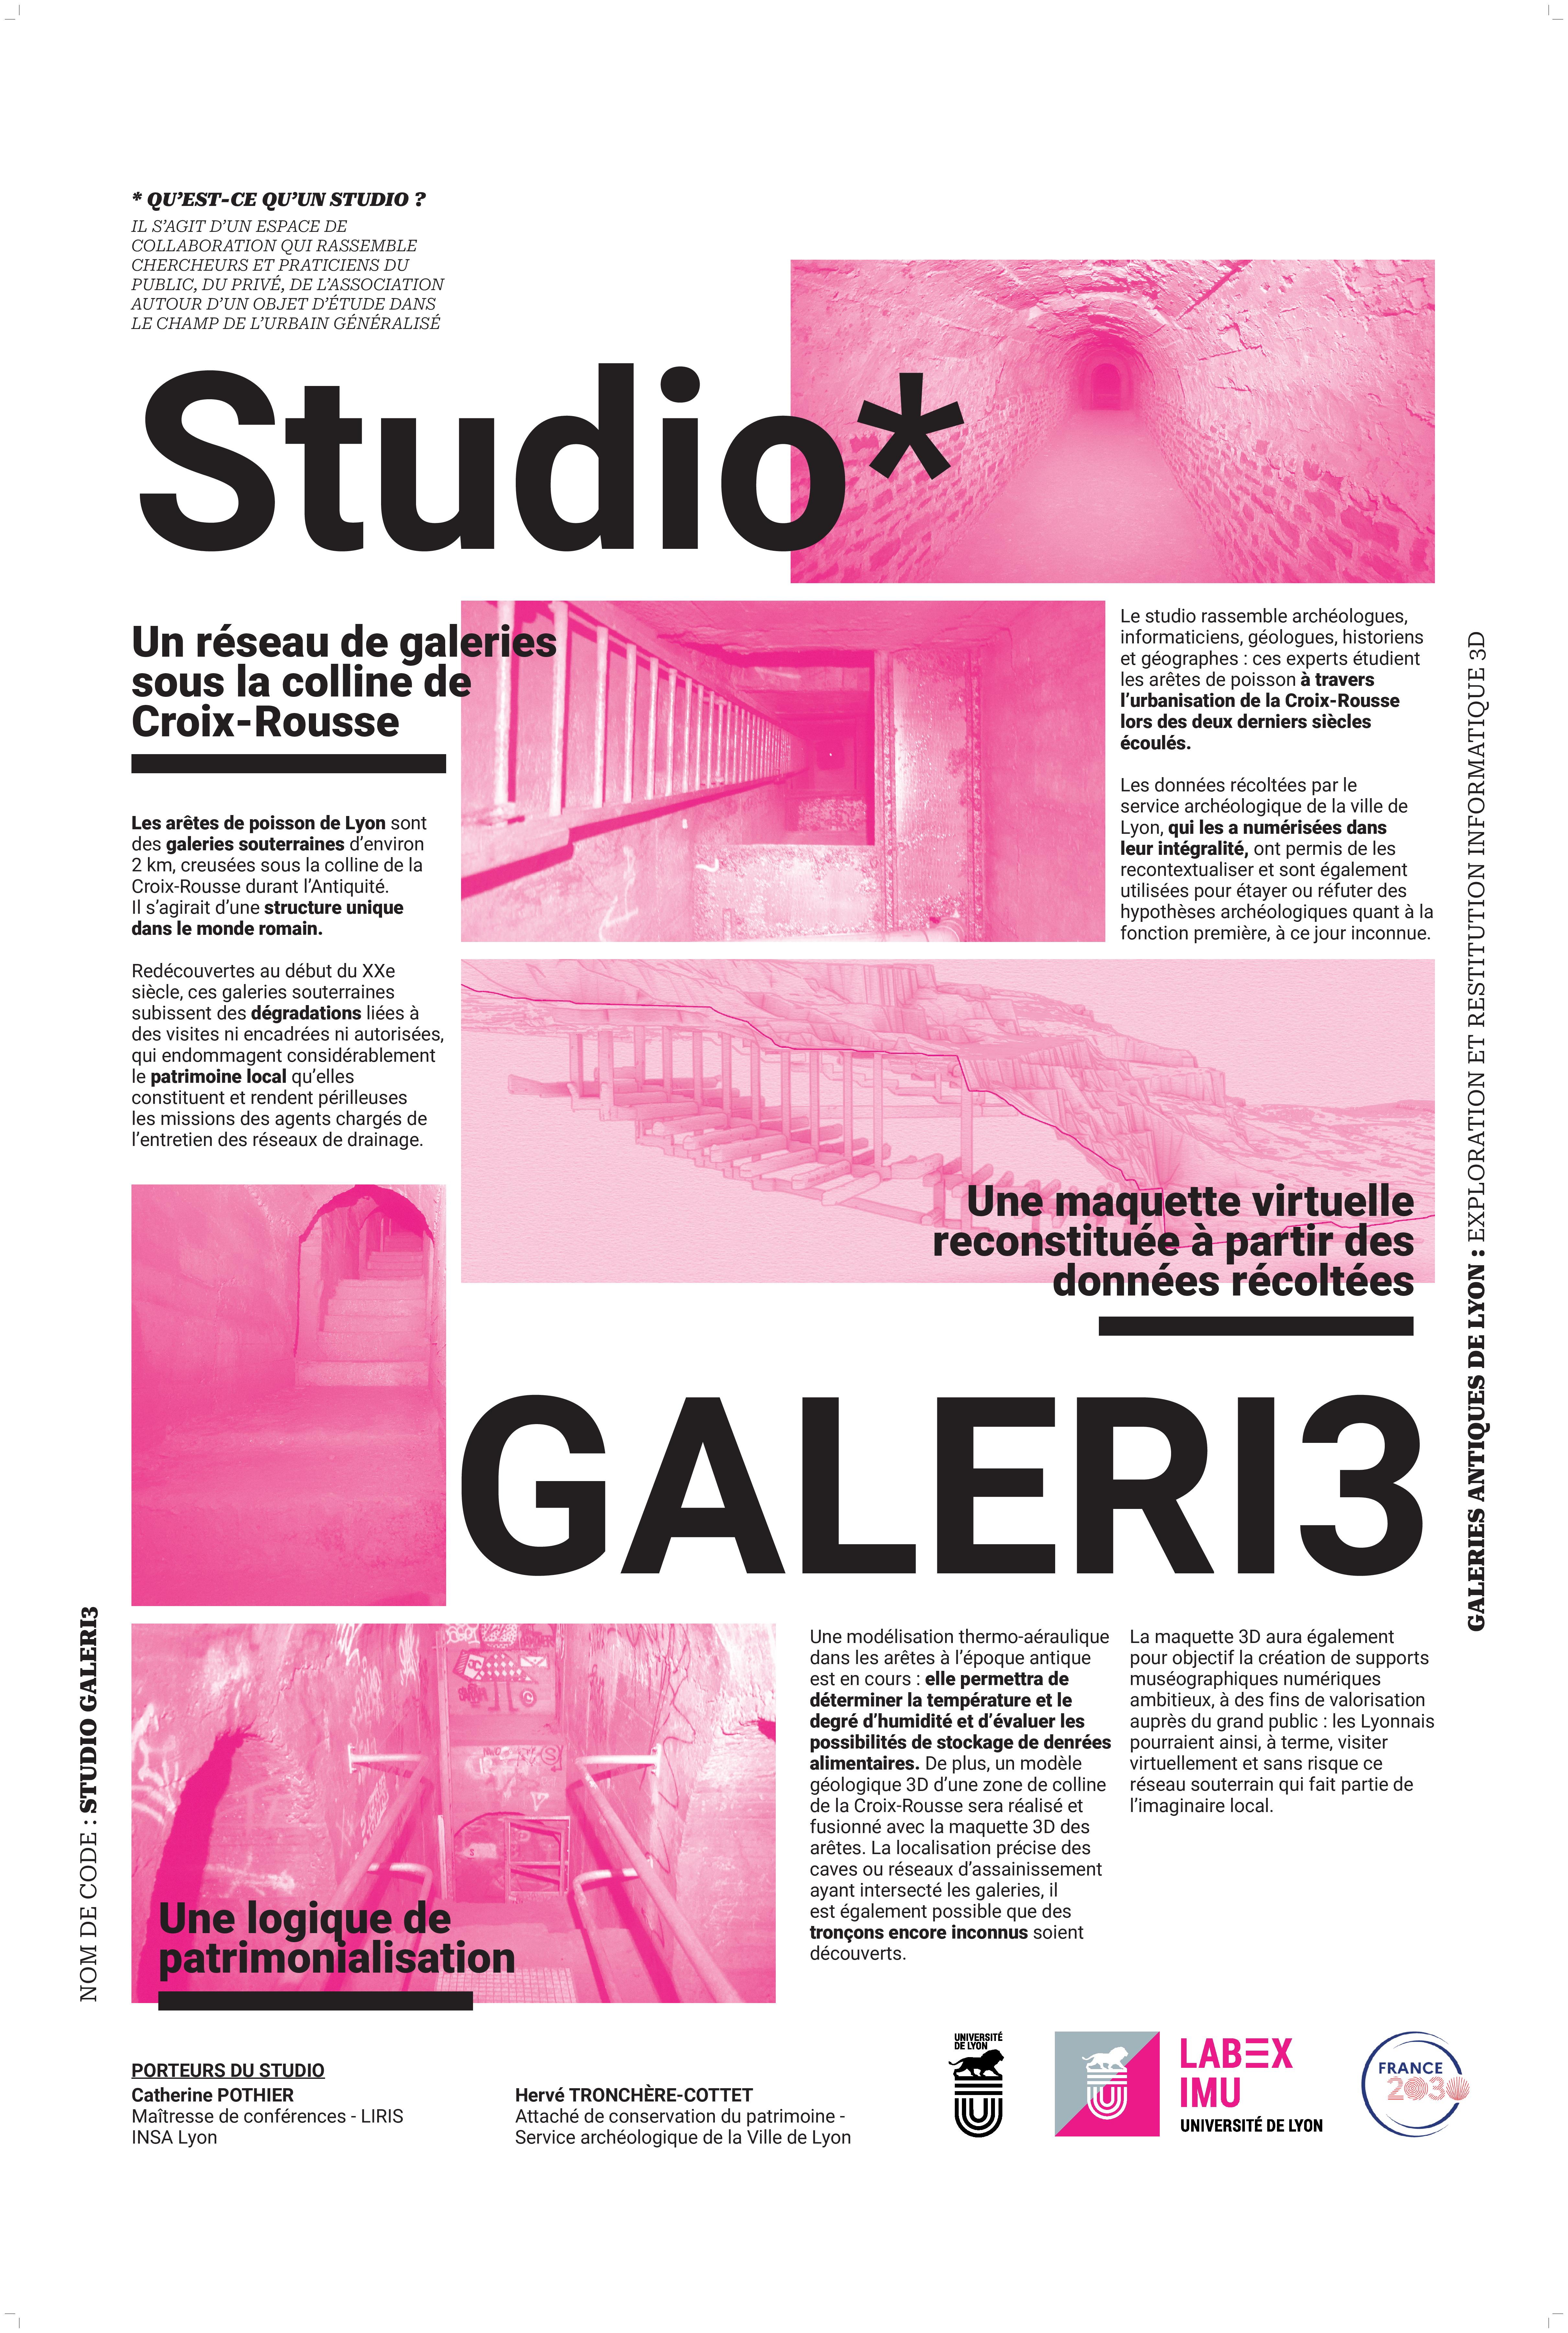 * QU’EST-CE QU’UN STUDIO ?
IL S’AGIT D’UN ESPACE DE
COLLABORATION QUI RASSEMBLE
CHERCHEURS ET PRATICIENS DU
PUBLIC, DU PRIVÉ, DE L’ASSOCIATION
AUTOUR D’UN OBJET D’ÉTUDE DANS
LE CHAMP DE L’URBAIN GÉNÉRALISÉ
Studio*
Un réseau de galeries
sous la colline de
Croix-Rousse
Les arêtes de poisson de Lyon sont
des galeries souterraines d’environ
2 km, creusées sous la colline de la
Croix-Rousse durant l’Antiquité.
Il s’agirait d’une structure unique
dans le monde romain.
Redécouvertes au début du XXe
siècle, ces galeries souterraines
subissent des dégradations liées à
des visites ni encadrées ni autorisées,
qui endommagent considérablement
le patrimoine local qu’elles
constituent et rendent périlleuses
les missions des agents chargés de
l’entretien des réseaux de drainage.
Le studio rassemble archéologues,
informaticiens, géologues, historiens
et géographes : ces experts étudient
les arêtes de poisson à travers
l’urbanisation de la Croix-Rousse
lors des deux derniers siècles
écoulés.
Les données récoltées par le
service archéologique de la ville de
Lyon, qui les a numérisées dans
leur intégralité, ont permis de les
recontextualiser et sont également
utilisées pour étayer ou réfuter des
hypothèses archéologiques quant à la
fonction première, à ce jour inconnue.
Une maquette virtuelle
reconstituée à partir des
données récoltées
GALERI3
GALERIES ANTIQUES DE LYON : EXPLORATION ET RESTITUTION INFORMATIQUE 3D
NOM DE CODE : STUDIO GALERI3
Une logique de
patrimonialisation
Une modélisation thermo-aéraulique
dans les arêtes à l’époque antique
est en cours : elle permettra de
déterminer la température et le
degré d’humidité et d’évaluer les
possibilités de stockage de denrées
alimentaires. De plus, un modèle
géologique 3D d’une zone de colline
de la Croix-Rousse sera réalisé et
fusionné avec la maquette 3D des
arêtes. La localisation précise des
caves ou réseaux d’assainissement
ayant intersecté les galeries, il
est également possible que des
tronçons encore inconnus soient
découverts.
La maquette 3D aura également
pour objectif la création de supports
muséographiques numériques
ambitieux, à des fins de valorisation
auprès du grand public : les Lyonnais
pourraient ainsi, à terme, visiter
virtuellement et sans risque ce
réseau souterrain qui fait partie de
l’imaginaire local.
PORTEURS DU STUDIO
Catherine POTHIER
Maîtresse de conférences - LIRIS
INSA Lyon
Hervé TRONCHÈRE-COTTET
Attaché de conservation du patrimoine -
Service archéologique de la Ville de Lyon
UNIVERSITÉ
DE LYON
LABEX
IMU
UNIVERSITÉ DE LYON
FRANCE
2030